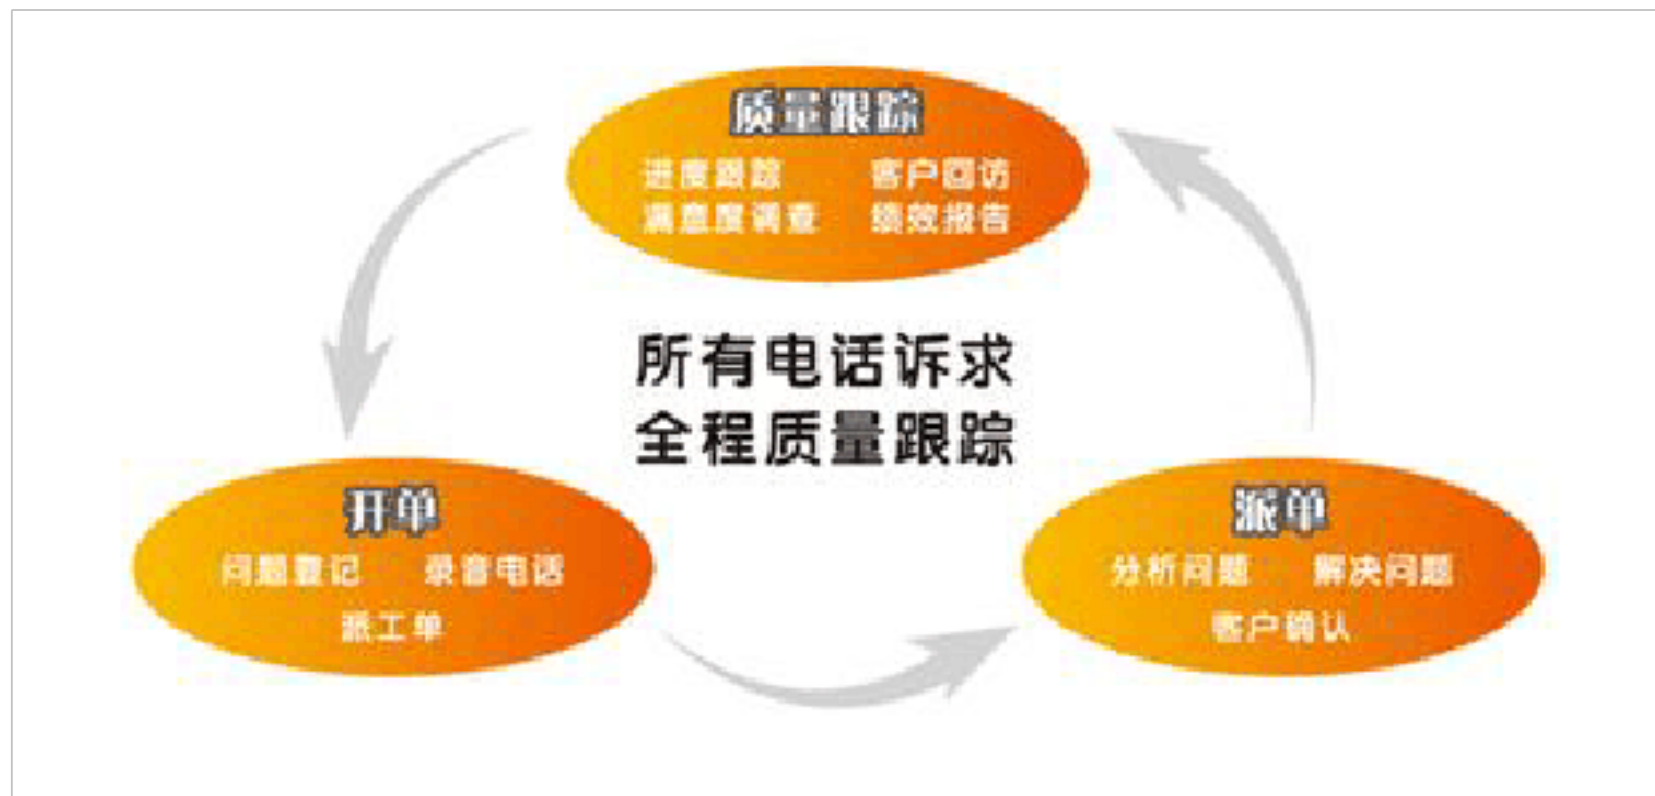 质量跟踪
进度跟踪 客户回访
满意度调查 绩效报告
所有电话诉求
全程质量跟踪
开单
问题登记 录音电话
派工单
派单
分析问题 解决问题
客户确认